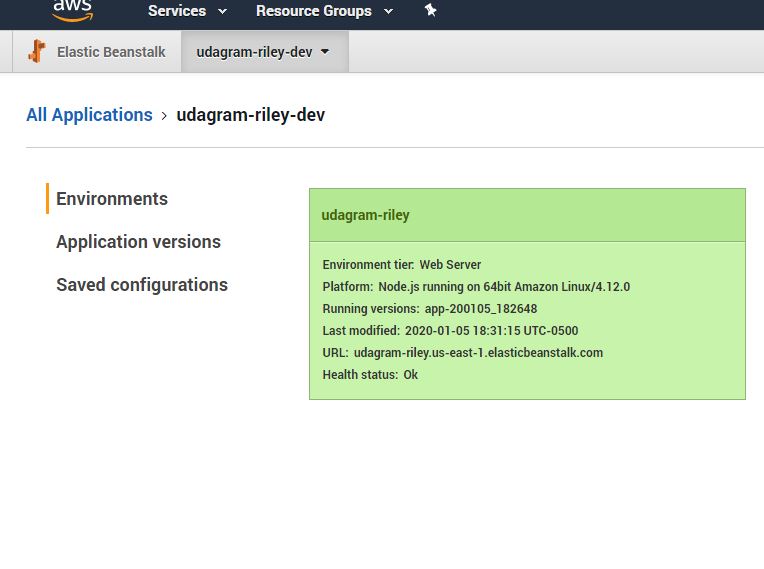 aws
Services
Resource Groups
Elastic Beanstalk
udagram-riley-dev
All Applications > udagram-riley-dev
Environments
Application versions
Saved configurations
udagram-riley
Environment tier: Web Server
Platform: Node.js running on 64bit Amazon Linux/4.12.0
Running versions: app-200105_182648
Last modified: 2020-01-05 18:31:15 UTC-0500
URL: udagram-riley.us-east-1.elasticbeanstalk.com
Health status: Ok